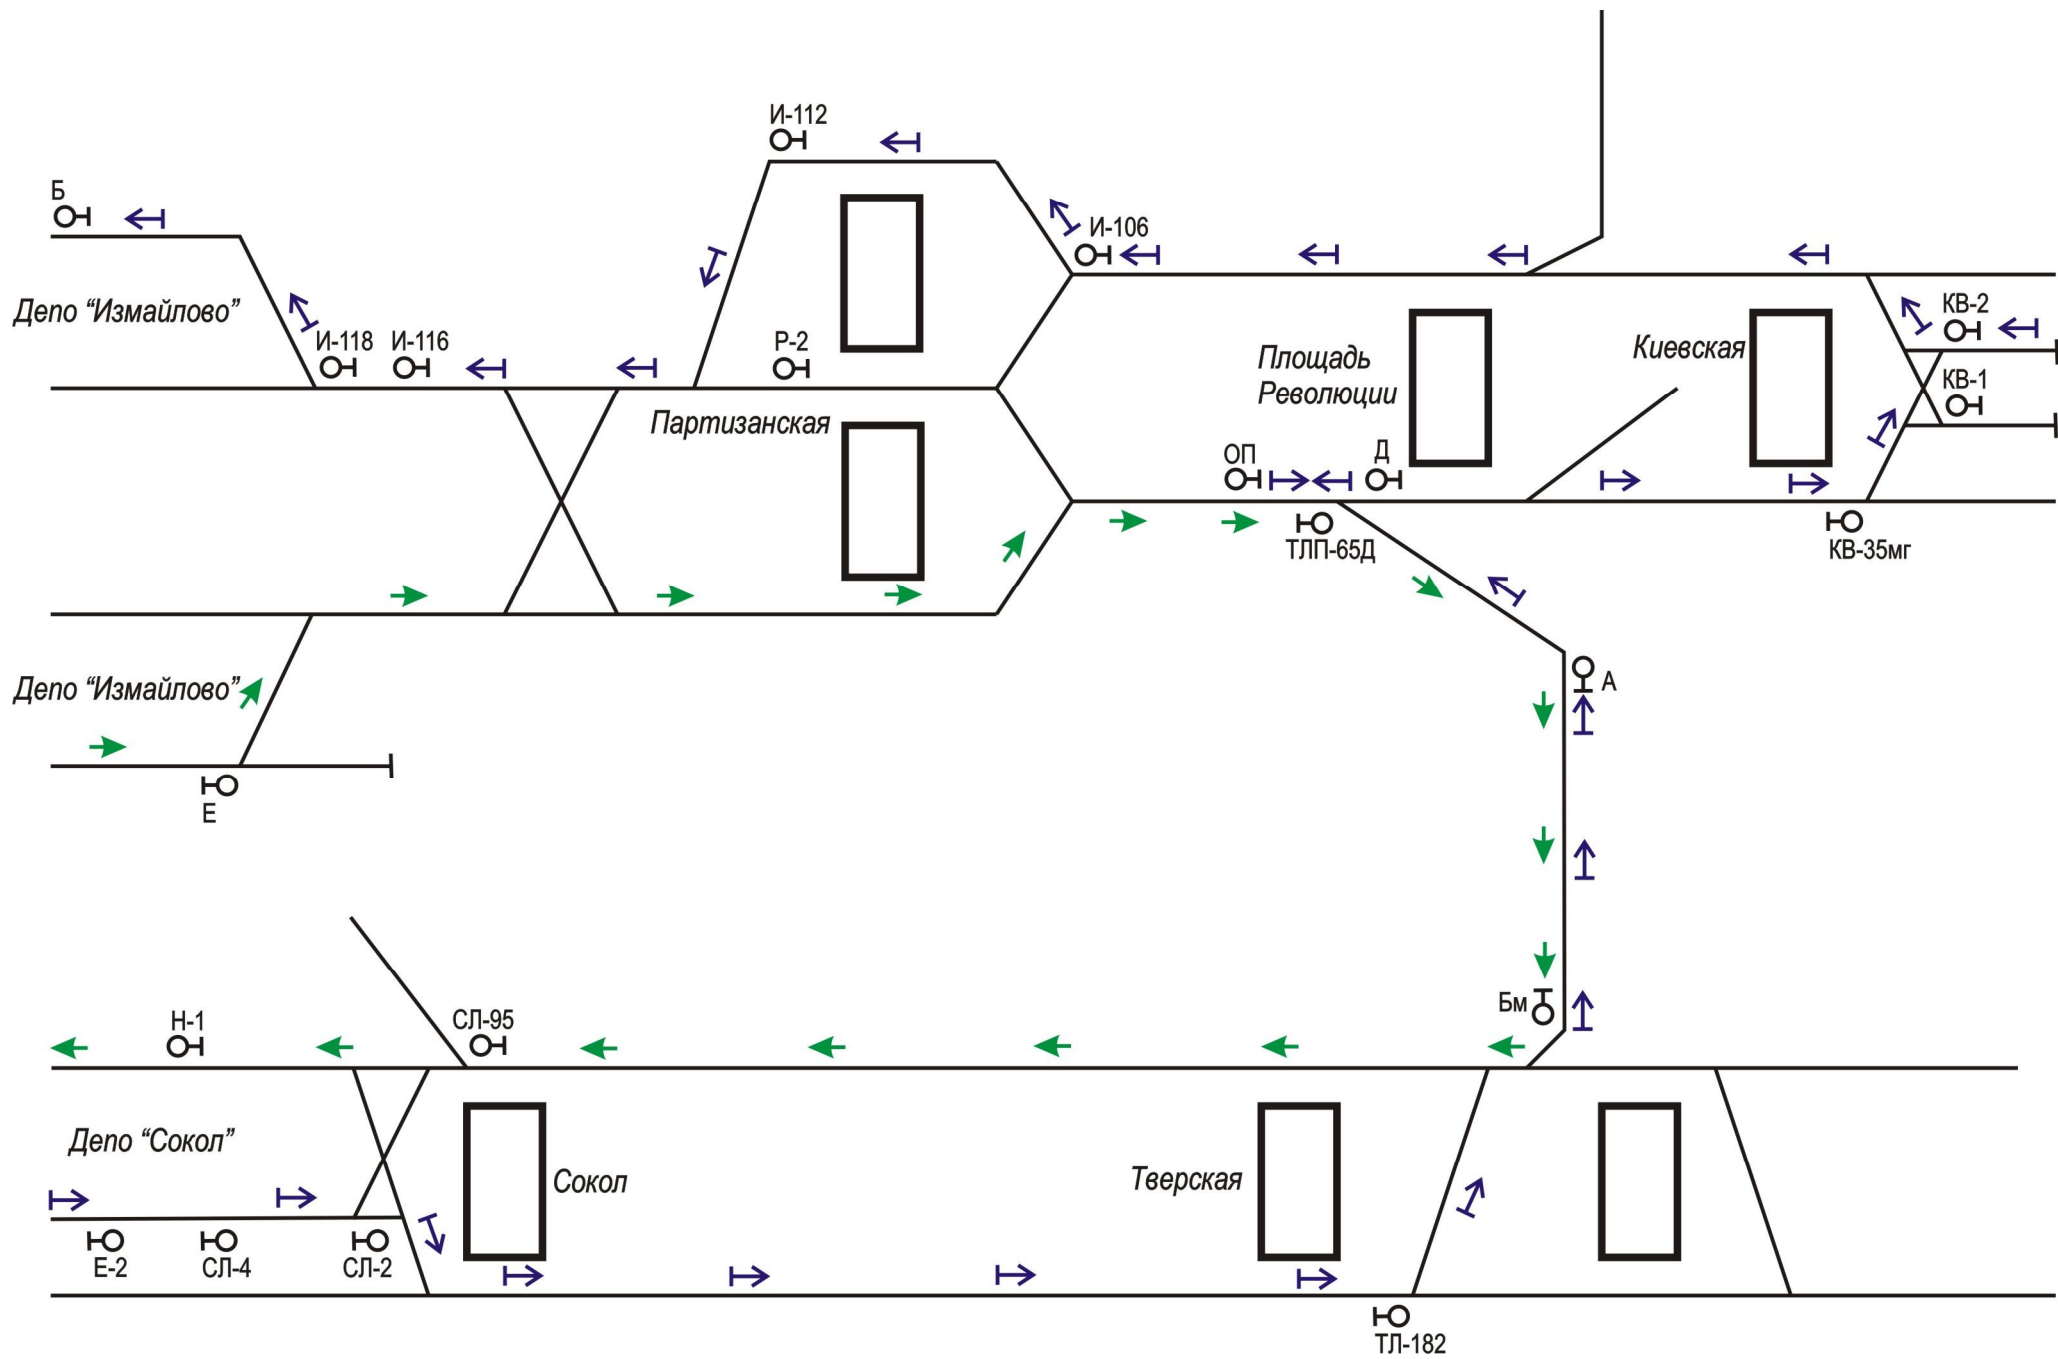 И-112
Б
И-106
Депо “Измайлово”
И-118
И-116
Р-2
КВ-2
Площадь
Революции
Киевская
КВ-1
Партизанская
ОП
Д
ТЛП-65Д
КВ-35мг
Депо “Измайлово”
А
Е
Бм
Н-1
СЛ-95
Депо “Сокол”
Сокол
Тверская
Е-2
СЛ-4
СЛ-2
ТЛ-182